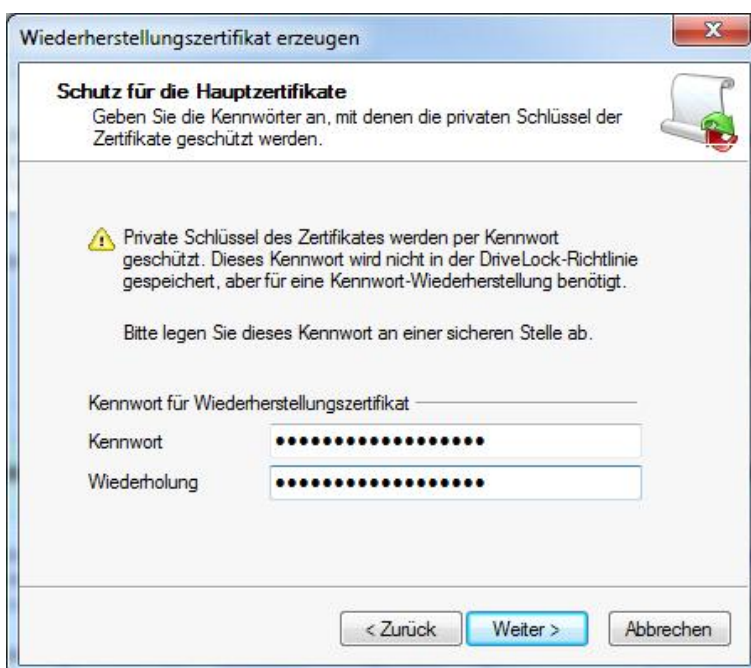 Wiederherstellungszertifikat erzeugen
Schutz für die Hauptzertifikate
Geben Sie die Kennwörter an, mit denen die privaten Schlüssel der
Zertifikate geschützt werden.
Private Schlüssel des Zertifikates werden per Kennwort
geschützt. Dieses Kennwort wird nicht in der DriveLock-Richtlinie
gespeichert, aber für eine Kennwort-Wiederherstellung benötigt.
Bitte legen Sie dieses Kennwort an einer sicheren Stelle ab.
Kennwort für Wiederherstellungszertifikat
Kennwort ●●●●●●●●●●●●●●●●●●
Wiederholung ●●●●●●●●●●●●●●●●●●
< Zurück Weiter > Abbrechen